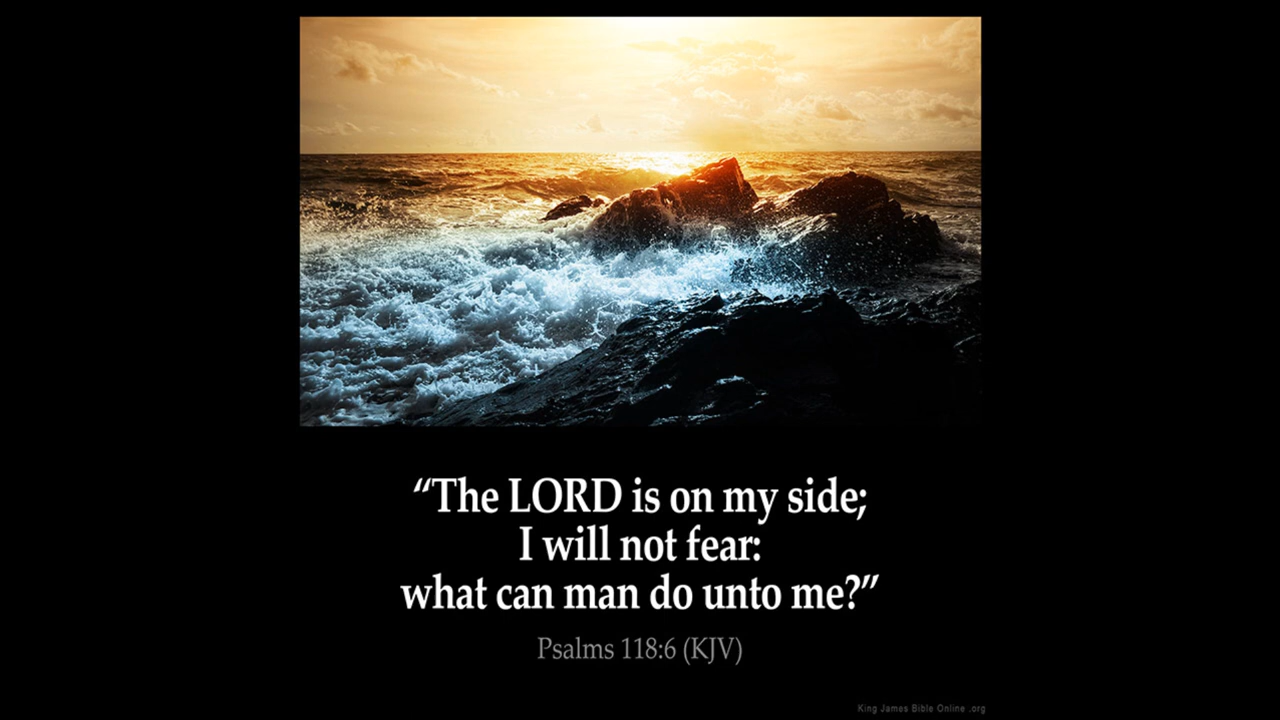 “The LORD is on my side;
I will not fear:
what can man do unto me?”
Psalms 118:6 (KJV)
King James Bible Online .org